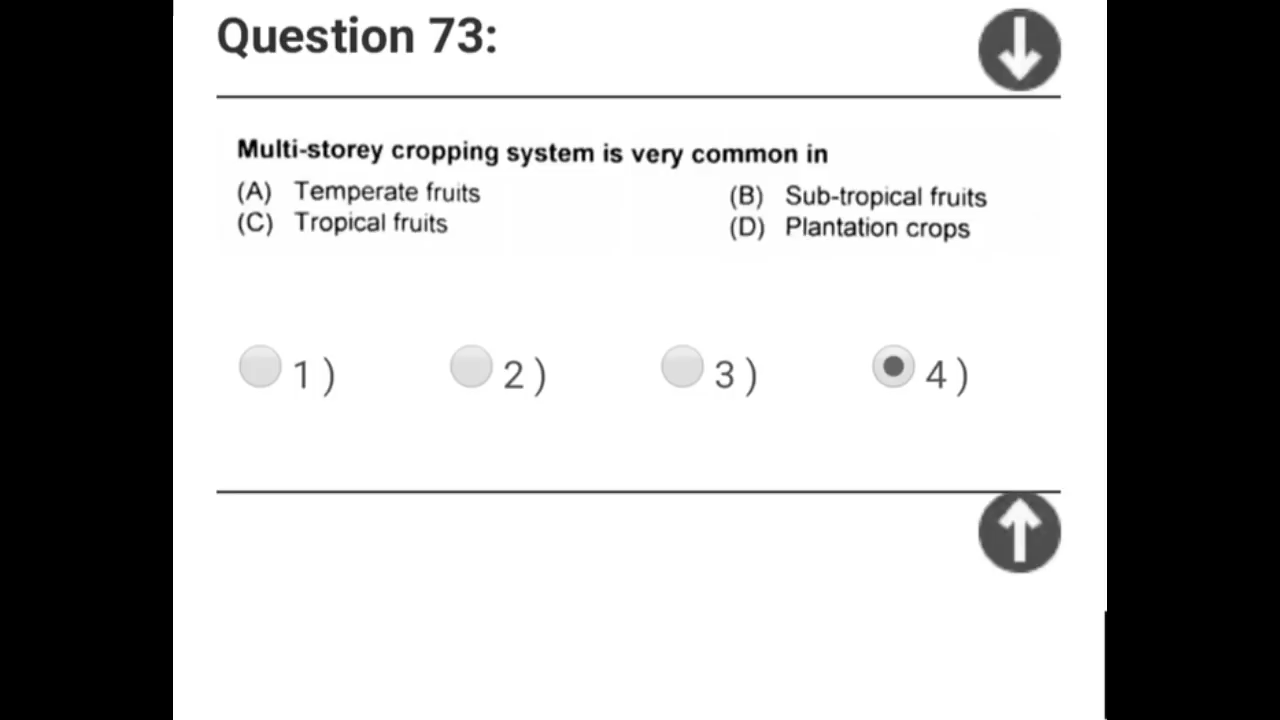 Question 73:
Multi-storey cropping system is very common in
(A) Temperate fruits (B) Sub-tropical fruits
(C) Tropical fruits (D) Plantation crops
1 ) 2 ) 3 ) 4 )